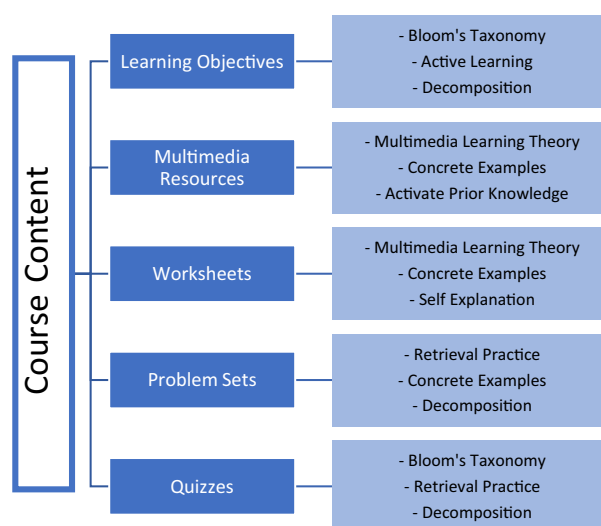 Course Content
Learning Objectives
- Bloom's Taxonomy
- Active Learning
- Decomposition
Multimedia
Resources
- Multimedia Learning Theory
- Concrete Examples
- Activate Prior Knowledge
Worksheets
- Multimedia Learning Theory
- Concrete Examples
- Self Explanation
Problem Sets
- Retrieval Practice
- Concrete Examples
- Decomposition
Quizzes
- Bloom's Taxonomy
- Retrieval Practice
- Decomposition